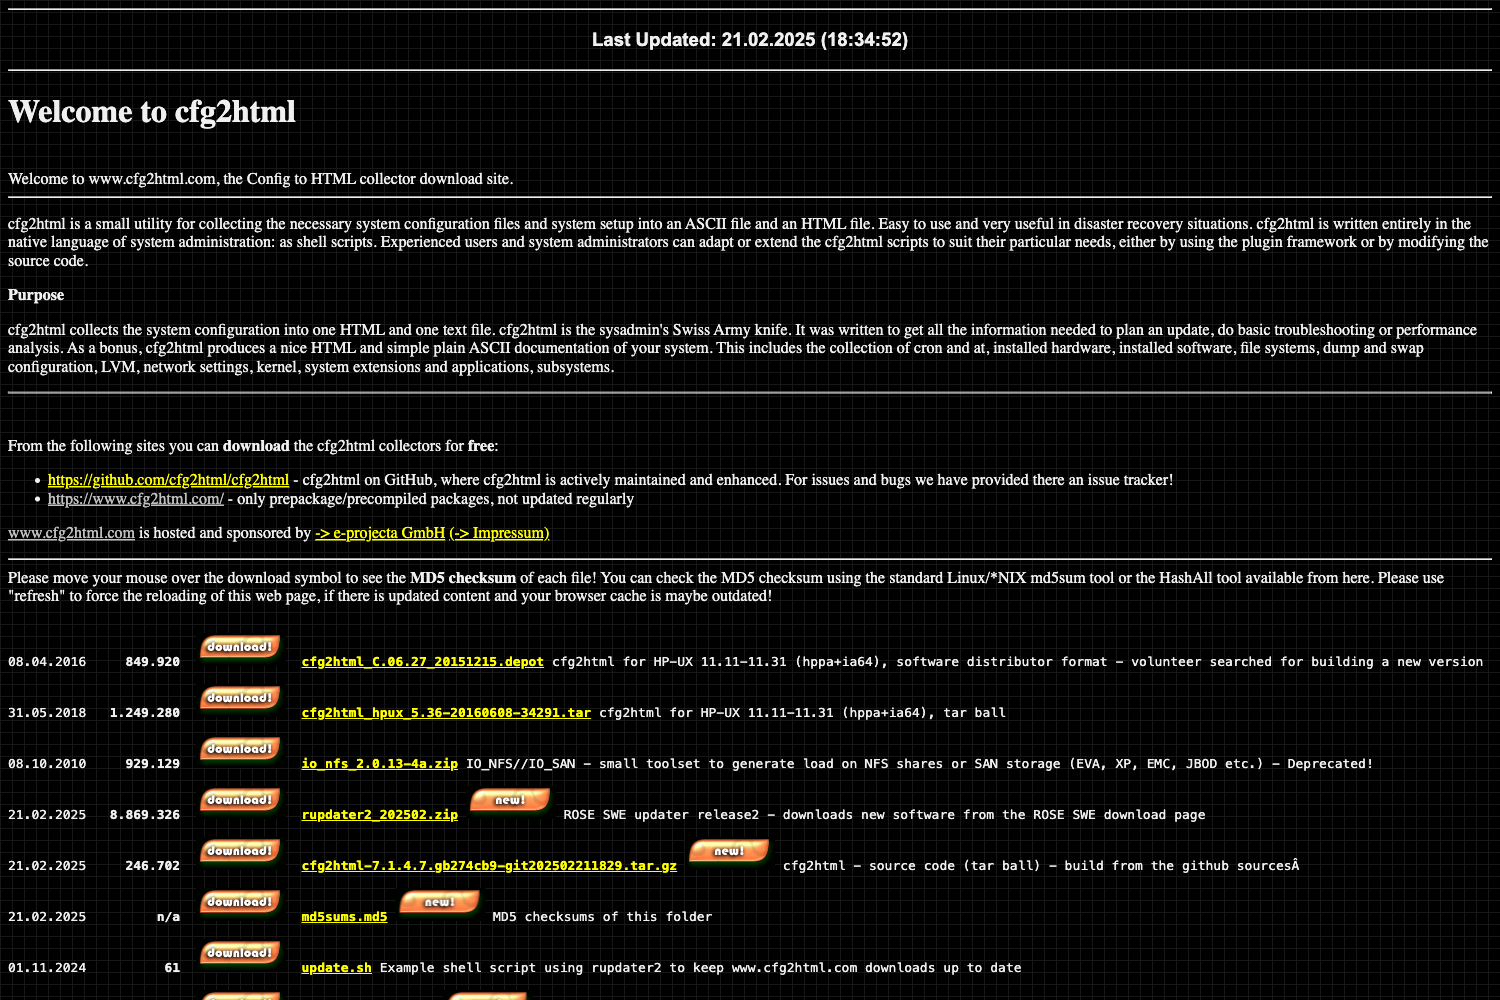 Last Updated: 21.02.2025 (18:34:52)
Welcome to cfg2html
Welcome to www.cfg2html.com, the Config to HTML collector download site.
cfg2html is a small utility for collecting the necessary system configuration files and system setup into an ASCII file and an HTML file. Easy to use and very useful in disaster recovery situations. cfg2html is written entirely in the
native language of system administration: as shell scripts. Experienced users and system administrators can adapt or extend the cfg2html scripts to suit their particular needs, either by using the plugin framework or by modifying the
source code.
Purpose
cfg2html collects the system configuration into one HTML and one text file. cfg2html is the sysadmin's Swiss Army knife. It was written to get all the information needed to plan an update, do basic troubleshooting or performance
analysis. As a bonus, cfg2html produces a nice HTML and simple plain ASCII documentation of your system. This includes the collection of cron and at, installed hardware, installed software, file systems, dump and swap
configuration, LVM, network settings, kernel, system extensions and applications, subsystems.
From the following sites you can download the cfg2html collectors for free:
• https://github.com/cfg2html/cfg2html - cfg2html on GitHub, where cfg2html is actively maintained and enhanced. For issues and bugs we have provided there an issue tracker!
• https://www.cfg2html.com/ - only prepackage/precompiled packages, not updated regularly
www.cfg2html.com is hosted and sponsored by -> e-projecta GmbH (-> Impressum)
Please move your mouse over the download symbol to see the MD5 checksum of each file! You can check the MD5 checksum using the standard Linux/*NIX md5sum tool or the HashAll tool available from here. Please use
"refresh" to force the reloading of this web page, if there is updated content and your browser cache is maybe outdated!
08.04.2016 849.920 download! cfg2html_C.06.27_20151215.depot cfg2html for HP-UX 11.11-11.31 (hppa+ia64), software distributor format - volunteer searched for building a new version
31.05.2018 1.249.280 download! cfg2html_hpux_5.36-20160608-34291.tar cfg2html for HP-UX 11.11-11.31 (hppa+ia64), tar ball
08.10.2010 929.129 download! io_nfs_2.0.13-4a.zip IO_NFS//IO_SAN - small toolset to generate load on NFS shares or SAN storage (EVA, XP, EMC, JBOD etc.) - Deprecated!
21.02.2025 8.869.326 download! rupdater2_202502.zip new! ROSE SWE updater release2 - downloads new software from the ROSE SWE download page
21.02.2025 246.702 download! cfg2html-7.1.4.7.gb274cb9-git202502211829.tar.gz new! cfg2html - source code (tar ball) - build from the github sourcesÂ
21.02.2025 n/a download! md5sums.md5 new! MD5 checksums of this folder
01.11.2024 61 download! update.sh Example shell script using rupdater2 to keep www.cfg2html.com downloads up to date